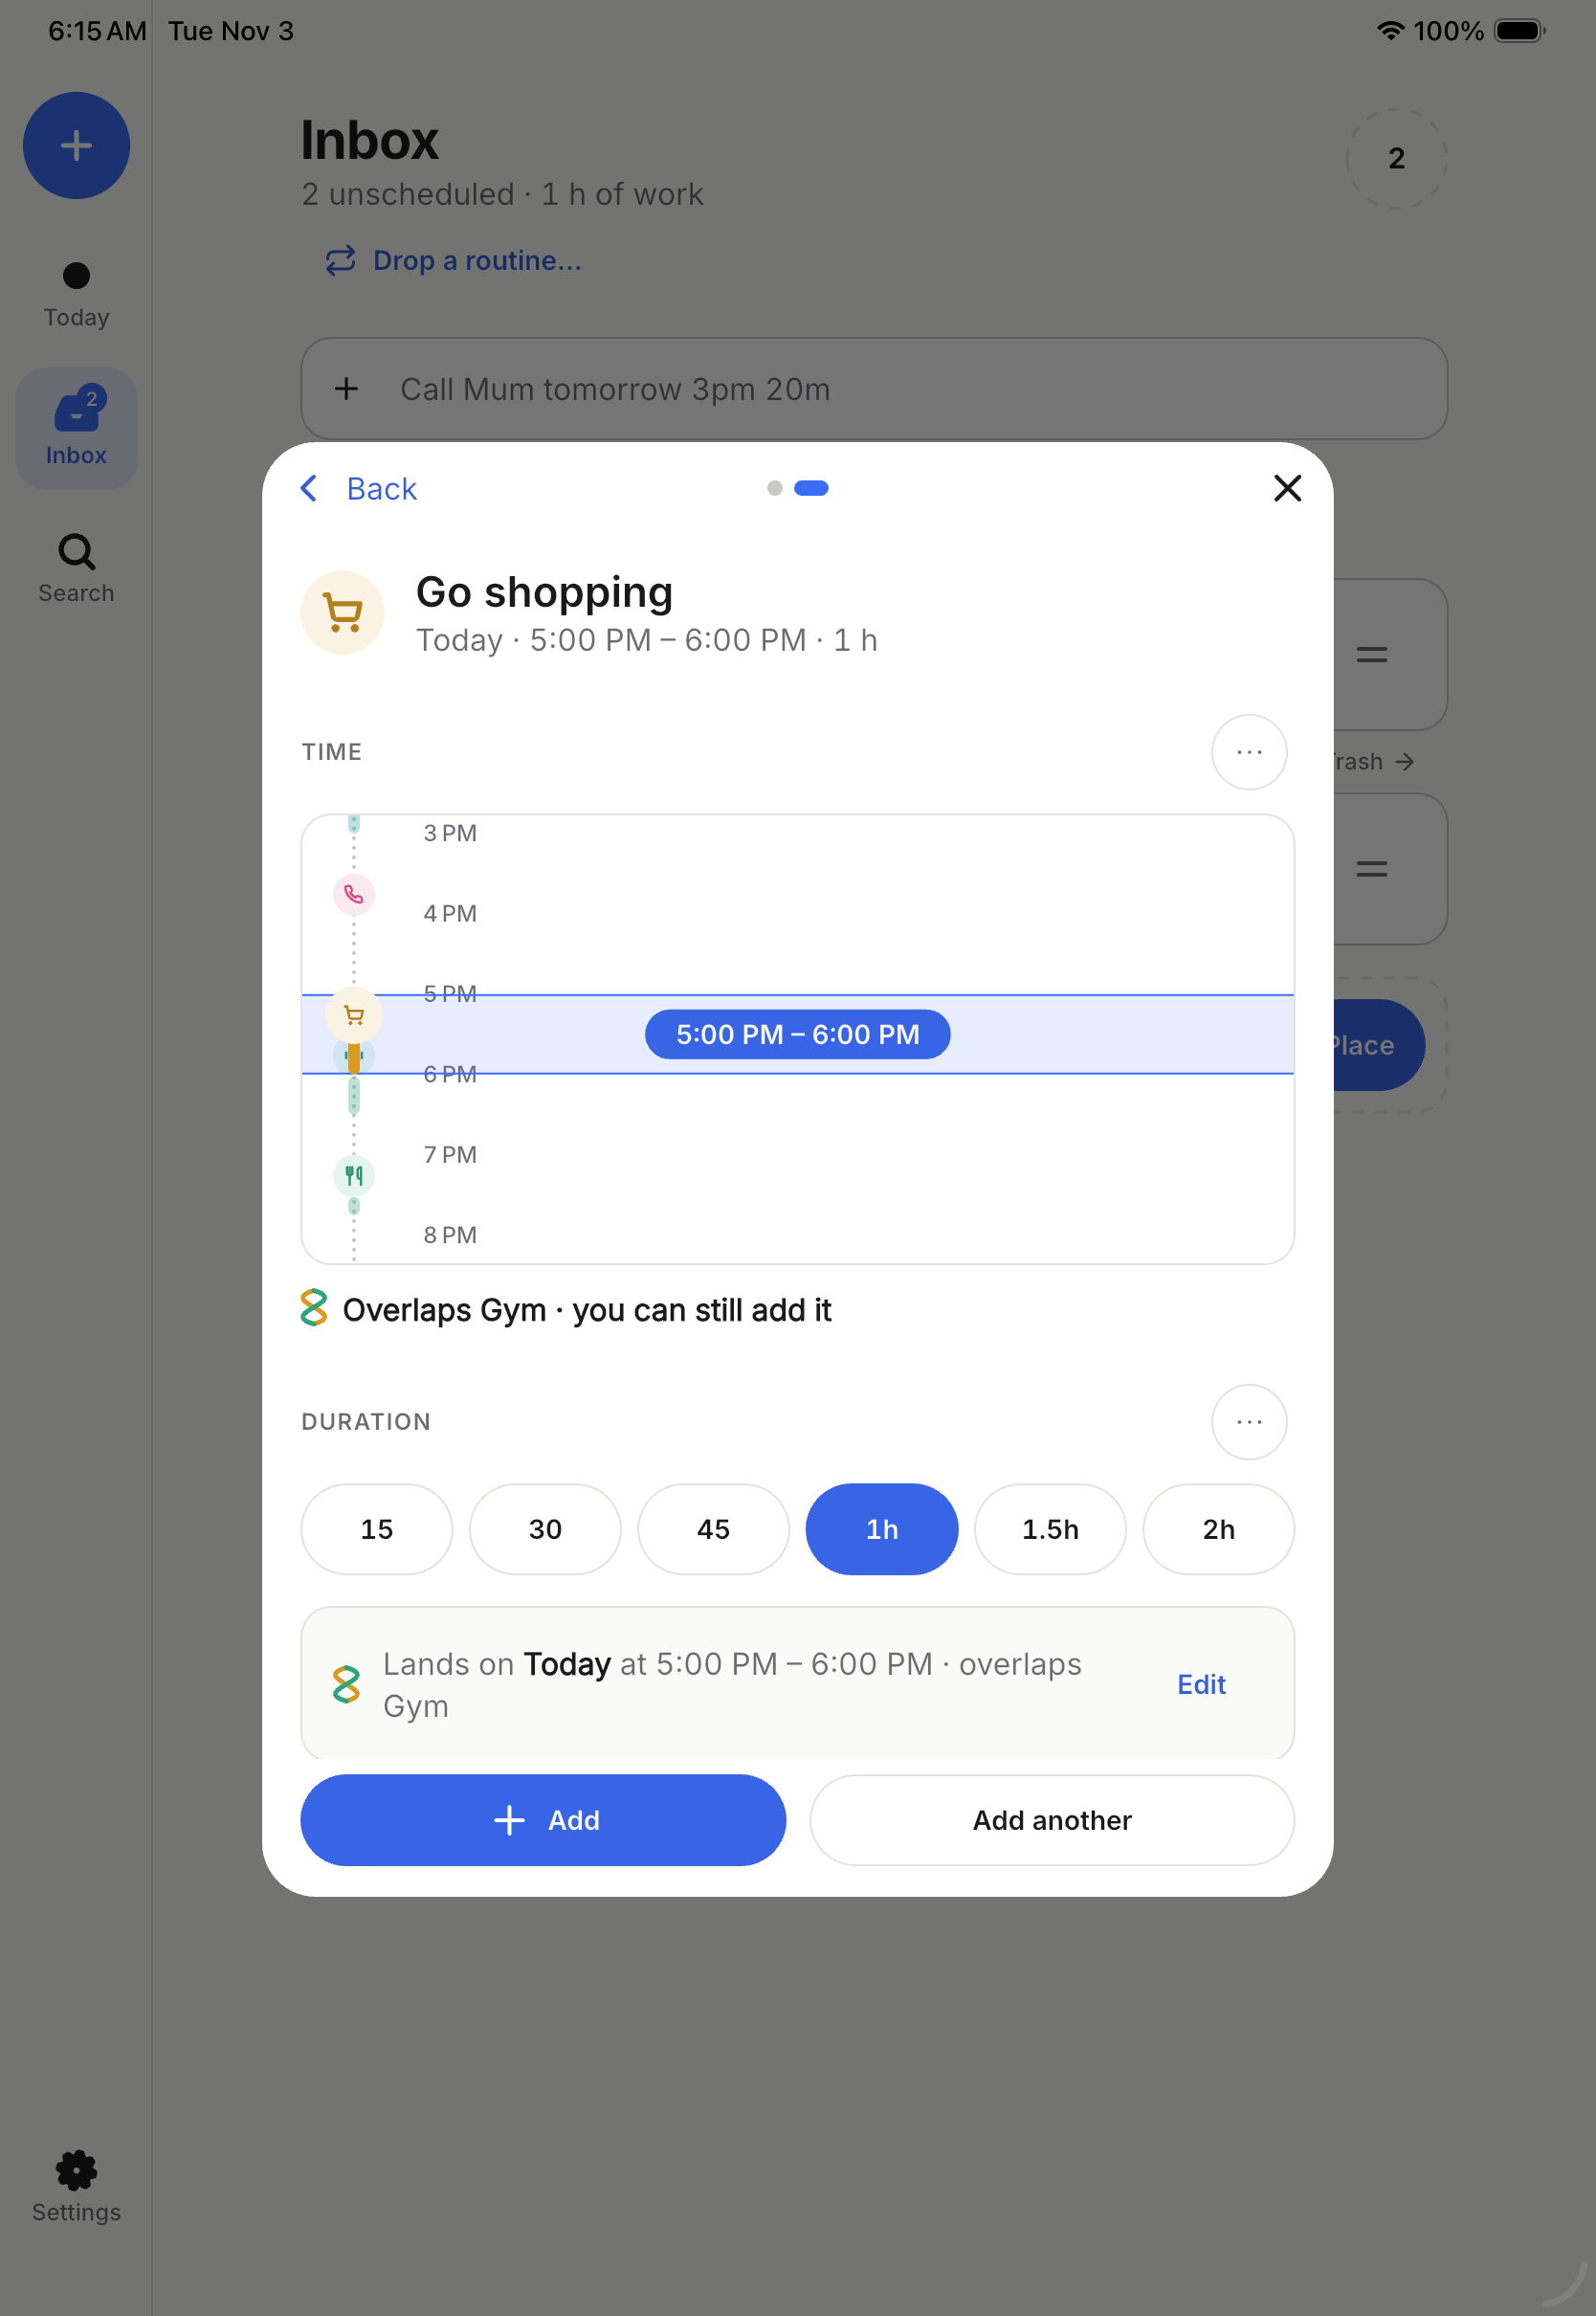 6:15 AM Tue Nov 3
100%
Inbox
2
2 unscheduled · 1 h of work
Drop a routine...
Today
Call Mum tomorrow 3pm 20m
2
Inbox
Search
Back
Go shopping
Today · 5:00 PM – 6:00 PM · 1 h
TIME
Trash
3 PM
4 PM
5 PM
5:00 PM – 6:00 PM
Place
6 PM
7 PM
8 PM
Overlaps Gym · you can still add it
DURATION
15 30 45 1h 1.5h 2h
Lands on Today at 5:00 PM – 6:00 PM · overlaps
Gym
Edit
Add
Add another
Settings